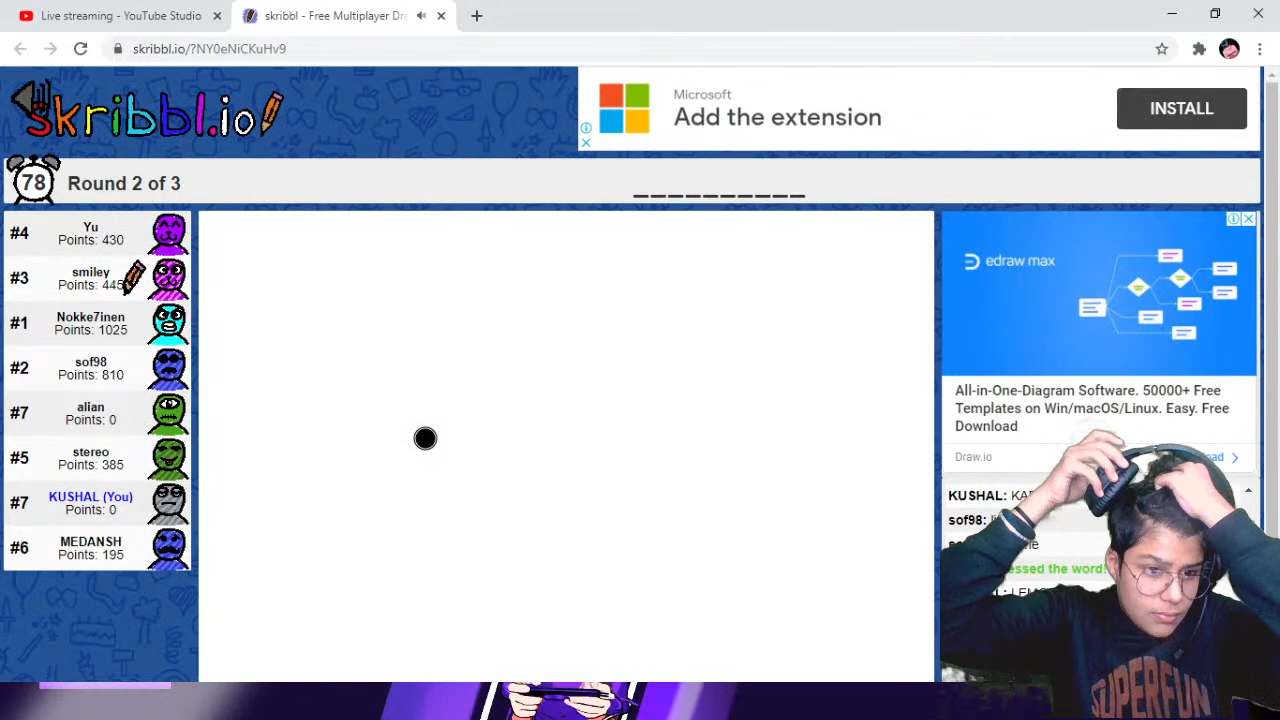 Live streaming - YouTube Studio
skribbl - Free Multiplayer Dr
skribbl.io/?NY0eNiCKuHv9
skribbl.io
Microsoft
Add the extension
INSTALL
78
Round 2 of 3
__________
#4
Yu
Points: 430
#3
smiley
Points: 445
#1
Nokke7inen
Points: 1025
#2
sof98
Points: 810
#7
alian
Points: 0
#5
stereo
Points: 385
#7
KUSHAL (You)
Points: 0
#6
MEDANSH
Points: 195
edraw max
All-in-One-Diagram Software. 50000+ Free
Templates on Win/macOS/Linux. Easy. Free
Download
Draw.io
KUSHAL:
sof98:
essed the word!
SUPERFUN